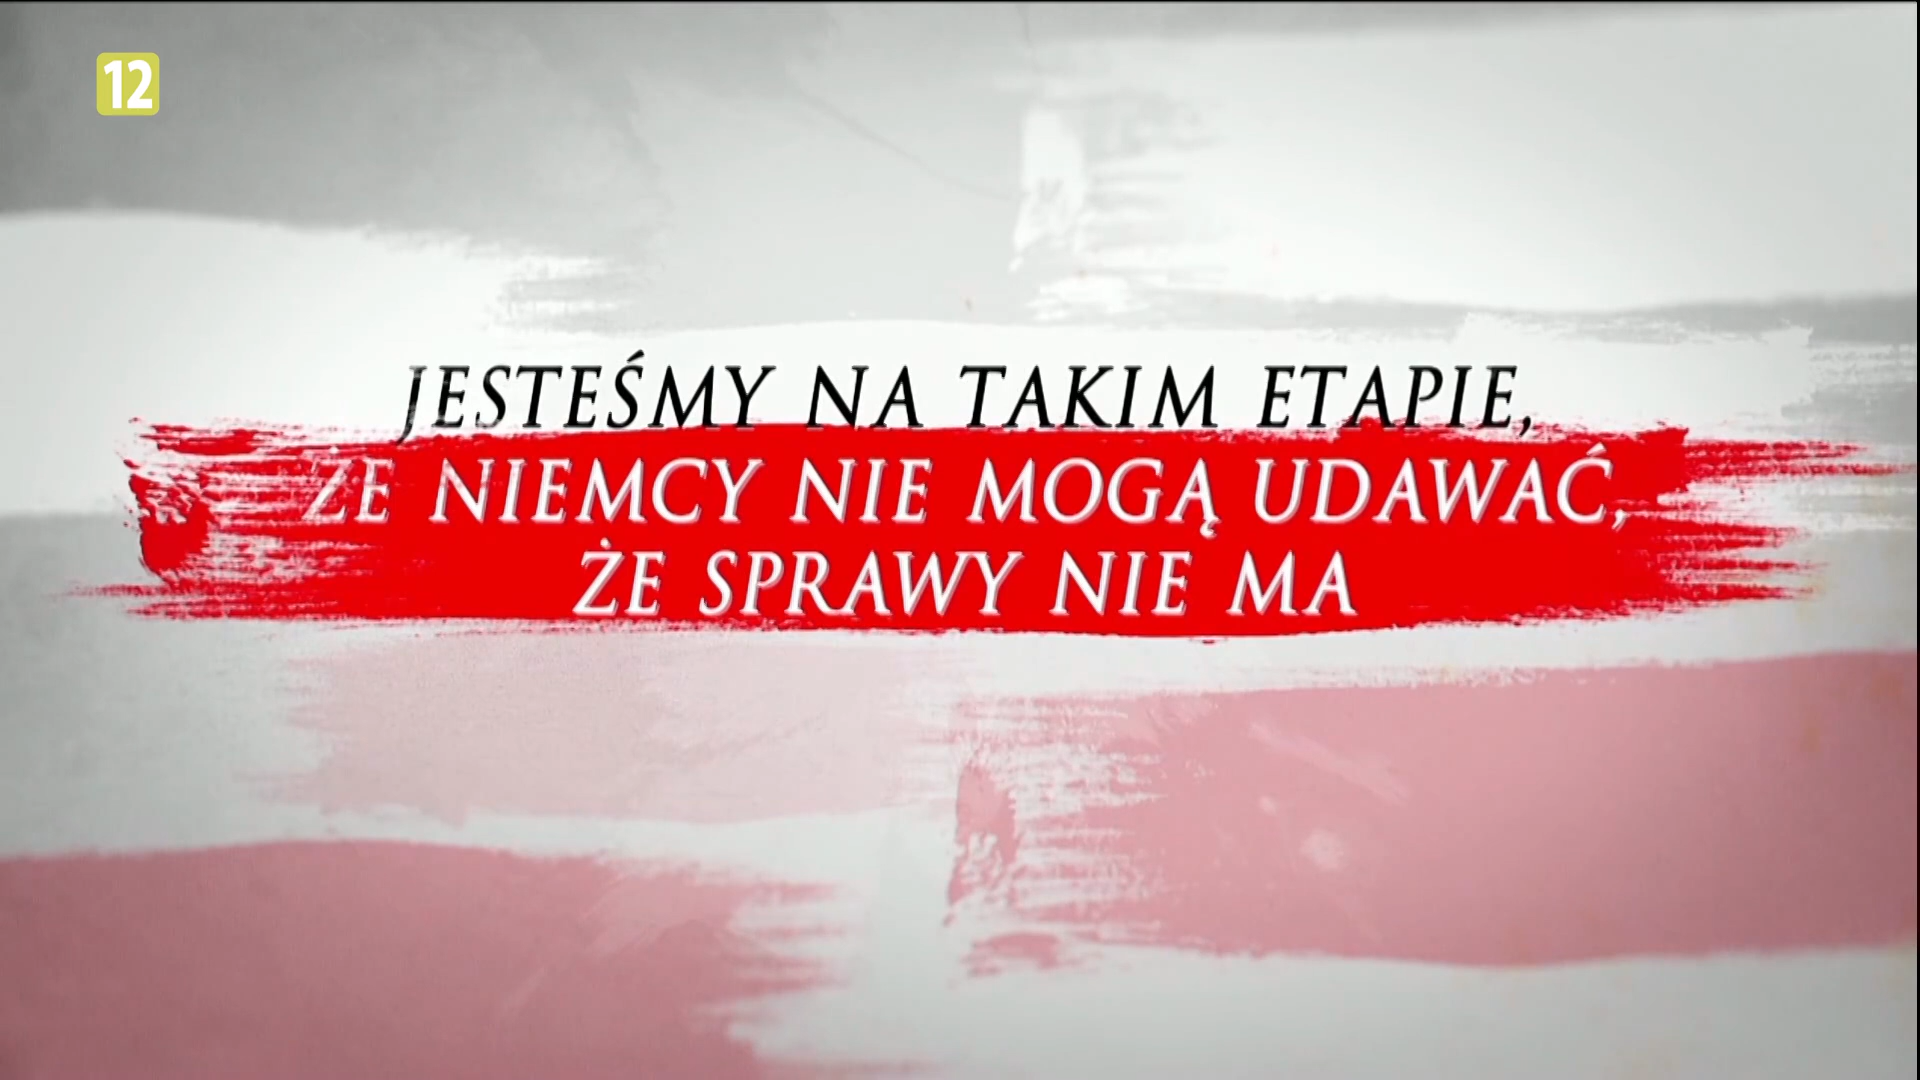 12
JESTEŚMY NA TAKIM ETAPIE,
ŻE NIEMCY NIE MOGĄ UDAWAĆ,
ŻE SPRAWY NIE MA